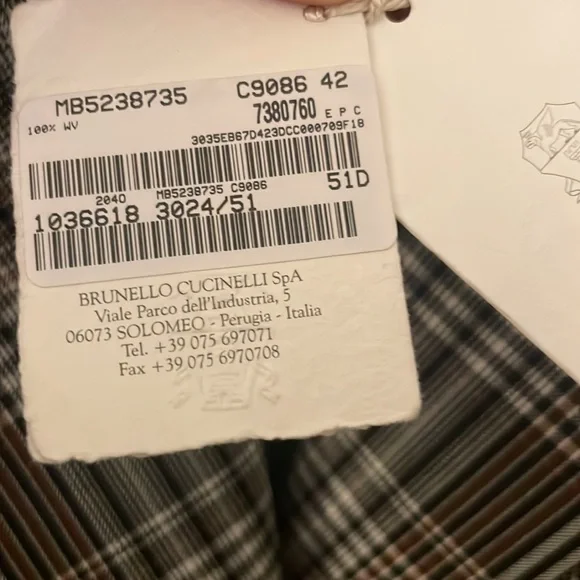 MB5238735 C9086 42
100% WV 7380760 E P C
3035EB67D423DCC000709F18
2040 MB5238735 C9086 51D
1036618 3024/51
BRUNELLO CUCINELLI SpA
Viale Parco dell'Industria, 5
06073 SOLOMEO - Perugia - Italia
Tel. +39 075 697071
Fax +39 075 6970708